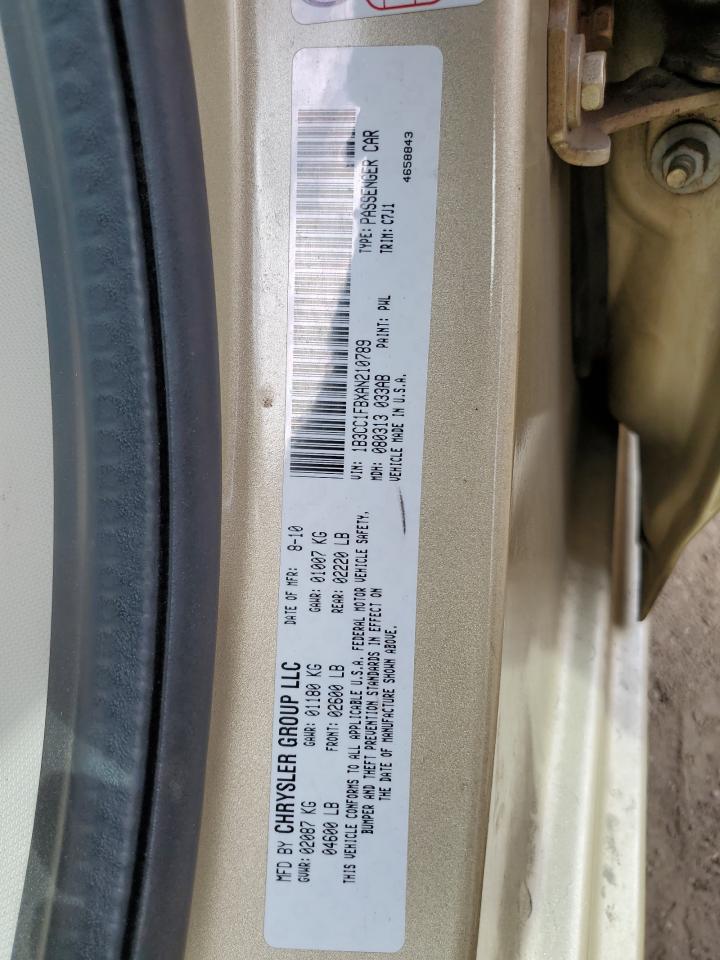 MFD BY CHRYSLER GROUP LLC DATE OF MFR: 8-10
GVWR: 02087 KG GAWR: 01180 KG GAWR: 01007 KG
04600 LB FRONT: 02600 LB REAR: 02220 LB
THIS VEHICLE CONFORMS TO ALL APPLICABLE U.S.A. FEDERAL MOTOR VEHICLE SAFETY,
BUMPER AND THEFT PREVENTION STANDARDS IN EFFECT ON
THE DATE OF MANUFACTURE SHOWN ABOVE.
VIN: 1B3CC1FBXAN210789 TYPE: PASSENGER CAR
MDH: 080313 033AB PAINT: PWL TRIM: C7J1
VEHICLE MADE IN U.S.A. 4658843